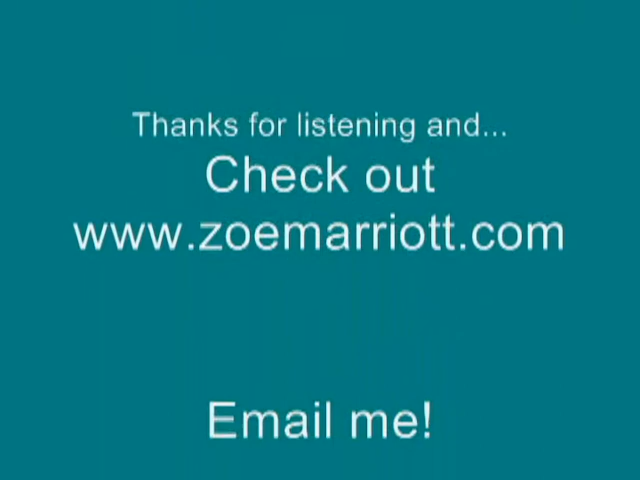 Thanks for listening and...
Check out
www.zoemarriott.com
Email me!